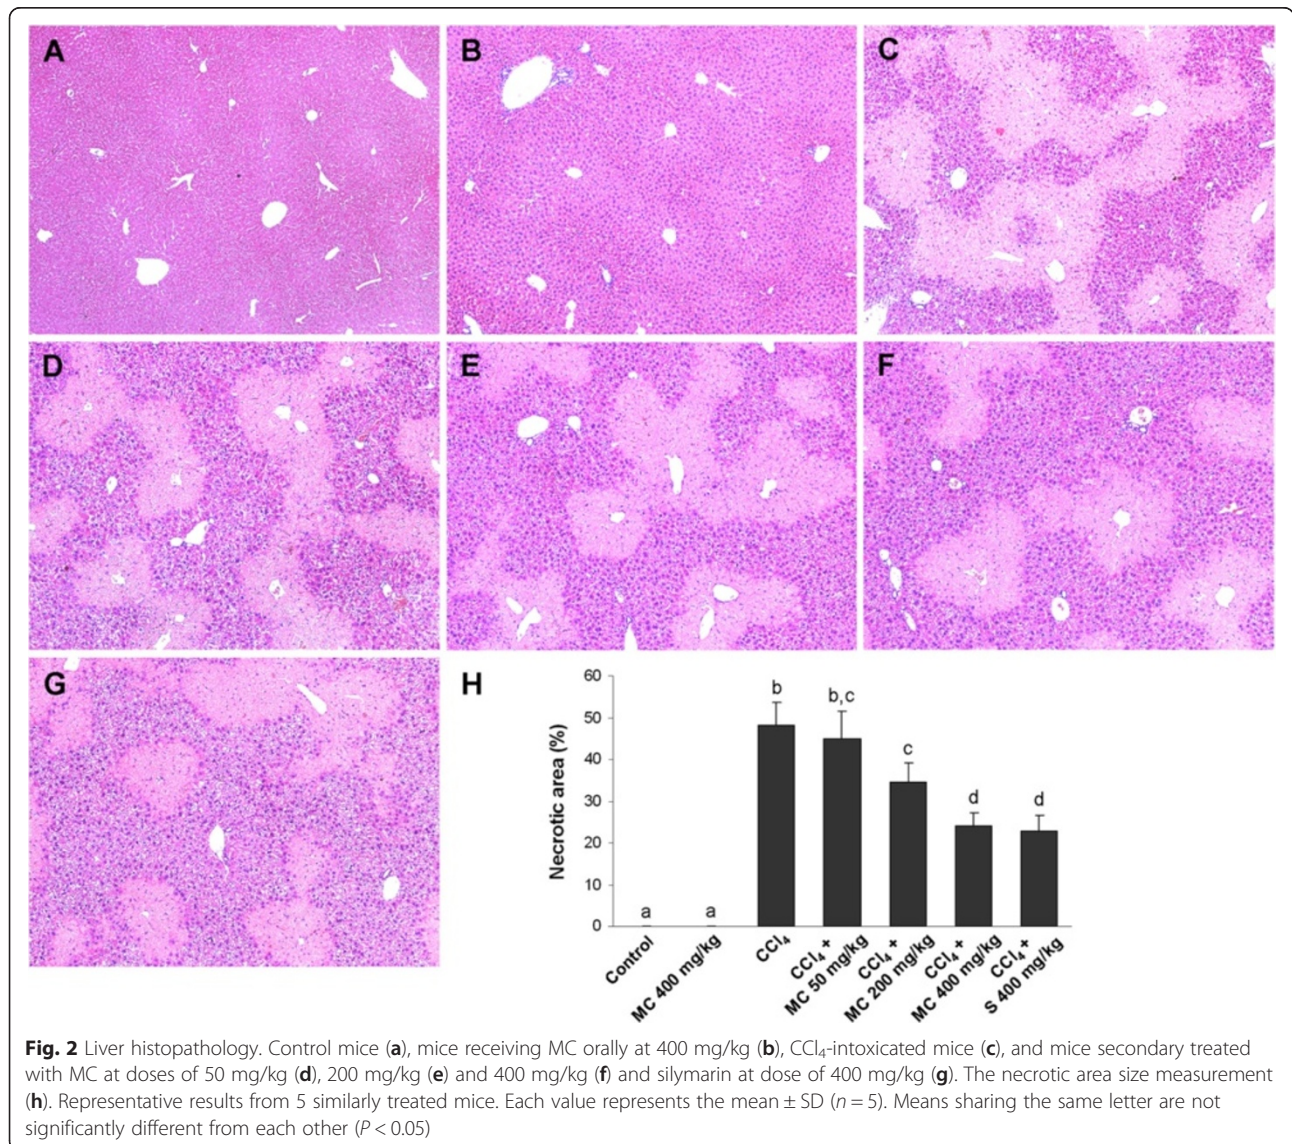 A
B
C
D
E
F
G
H
60
50
40
30
20
10
0
Necrotic area (%)
a
a
b
b,c
c
d
d
Control
MC 400 mg/kg
CCl₄
CCl₄ +
MC 50 mg/kg
CCl₄ +
MC 200 mg/kg
CCl₄ +
MC 400 mg/kg
CCl₄ +
S 400 mg/kg
Fig. 2 Liver histopathology. Control mice (a), mice receiving MC orally at 400 mg/kg (b), CCl₄-intoxicated mice (c), and mice secondary treated
with MC at doses of 50 mg/kg (d), 200 mg/kg (e) and 400 mg/kg (f) and silymarin at dose of 400 mg/kg (g). The necrotic area size measurement
(h). Representative results from 5 similarly treated mice. Each value represents the mean ± SD (n = 5). Means sharing the same letter are not
significantly different from each other (P < 0.05)